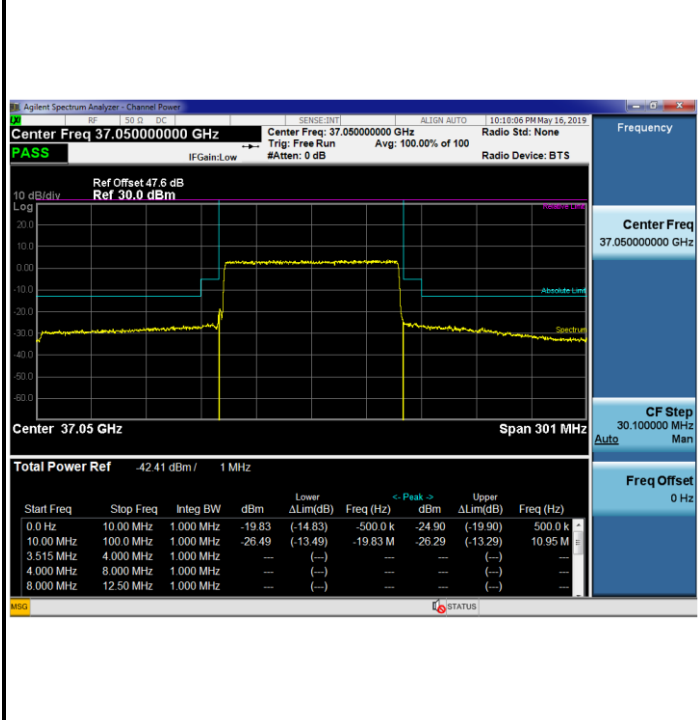 Agilent Spectrum Analyzer - Channel Power
RF 50 Ω DC SENSE:INT ALIGN AUTO 10:10:06 PM May 16, 2019
Center Freq 37.050000000 GHz
Center Freq: 37.050000000 GHz
Radio Std: None
Trig: Free Run Avg: 100.00% of 100
PASS
IFGain:Low
#Atten: 0 dB
Radio Device: BTS
Ref Offset 47.6 dB
10 dB/div Ref 30.0 dBm
Log
Relative Limit
20.0
10.0
0.00
-10.0
Absolute Limit
-20.0
-30.0
Spectrum
-40.0
-50.0
-60.0
Center 37.05 GHz
Span 301 MHz
Total Power Ref -42.41 dBm / 1 MHz
Lower <- Peak -> Upper
Start Freq Stop Freq Integ BW dBm ΔLim(dB) Freq (Hz) dBm ΔLim(dB) Freq (Hz)
0.0 Hz 10.00 MHz 1.000 MHz -19.83 (-14.83) -500.0 k -24.90 (-19.90) 500.0 k
10.00 MHz 100.0 MHz 1.000 MHz -26.49 (-13.49) -19.83 M -26.29 (-13.29) 10.95 M
3.515 MHz 4.000 MHz 1.000 MHz --- (---) --- --- (---) ---
4.000 MHz 8.000 MHz 1.000 MHz --- (---) --- --- (---) ---
8.000 MHz 12.50 MHz 1.000 MHz --- (---) --- --- (---) ---
MSG
STATUS
Frequency
Center Freq
37.050000000 GHz
CF Step
30.100000 MHz
Auto Man
Freq Offset
0 Hz